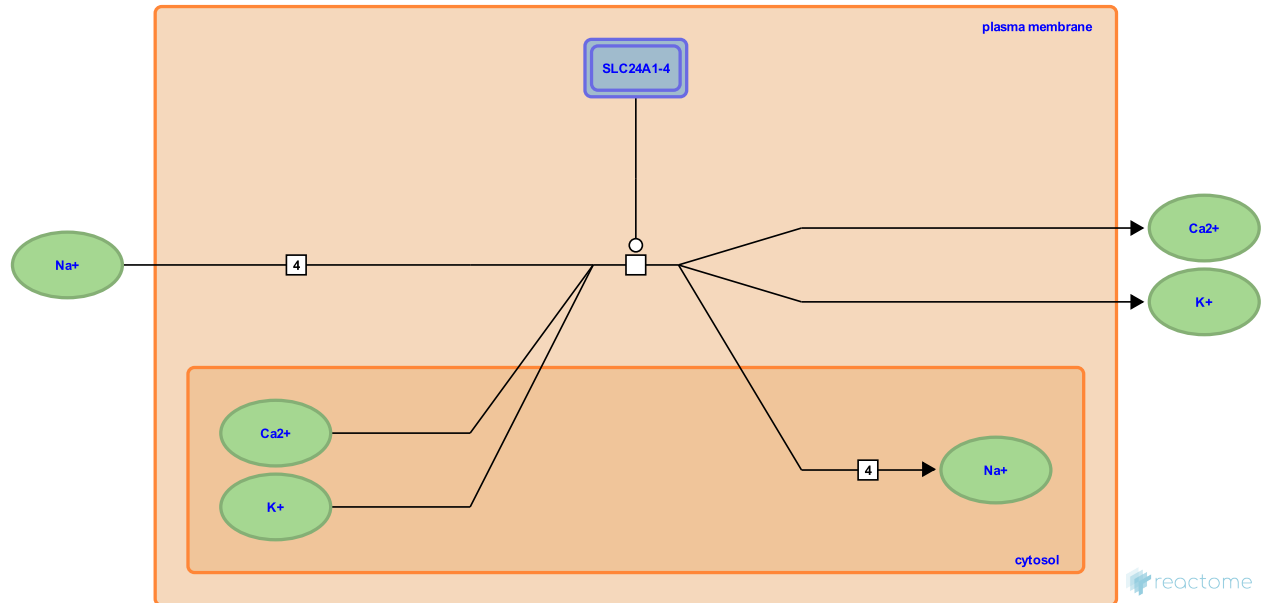 plasma membrane
SLC24A1-4
Ca2+
Na+
4
K+
Ca2+
4
Na+
K+
cytosol
reactome